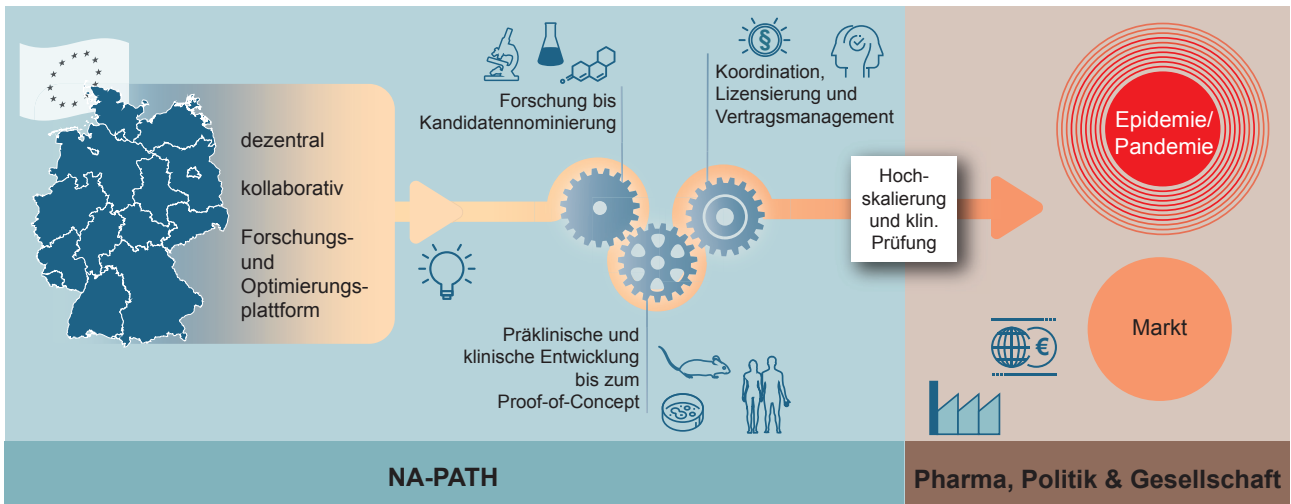 dezentral
kollaborativ
Forschungs-
und
Optimierungs-
plattform
Forschung bis
Kandidatennominierung
Präklinische und
klinische Entwicklung
bis zum
Proof-of-Concept
§
Koordination,
Lizensierung und
Vertragsmanagement
Hoch-
skalierung
und klin.
Prüfung
Epidemie/
Pandemie
€
Markt
NA-PATH
Pharma, Politik & Gesellschaft